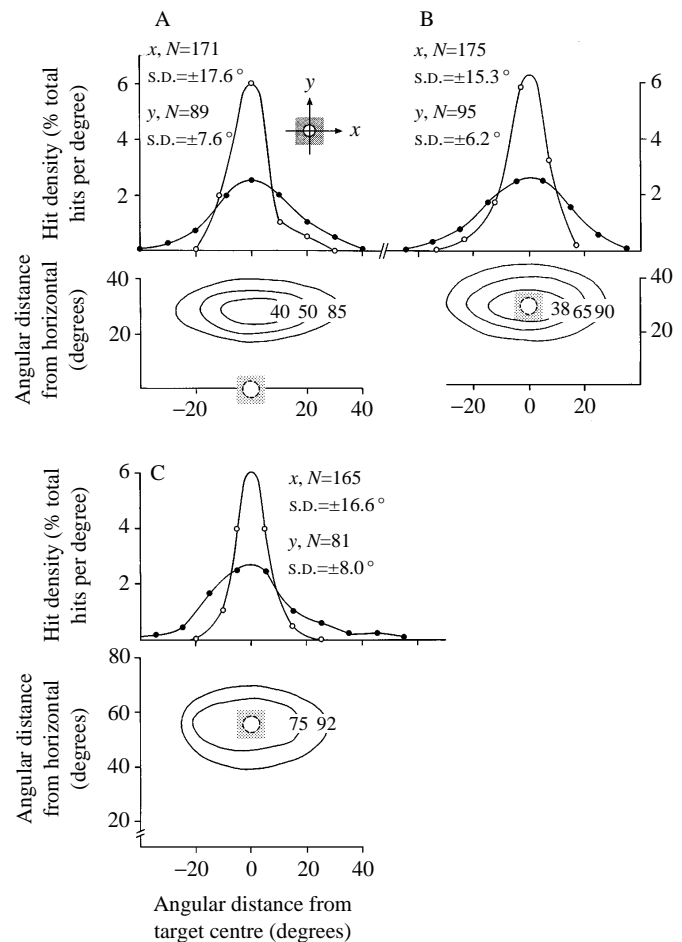 A
x, N=171
S.D.=±17.6°
y, N=89
S.D.=±7.6°
y
x
6
4
2
Hit density (% total
hits per degree)
40
20
Angular distance
from horizontal
(degrees)
40 50 85
−20 0 20 40
B
x, N=175
S.D.=±15.3°
y, N=95
S.D.=±6.2°
6
4
2
40
20
38 65 90
−20 0 20
C
x, N=165
S.D.=±16.6°
y, N=81
S.D.=±8.0°
6
4
2
Hit density (% total
hits per degree)
80
60
40
20
Angular distance
from horizontal
(degrees)
75 92
−20 0 20 40
Angular distance from
target centre (degrees)